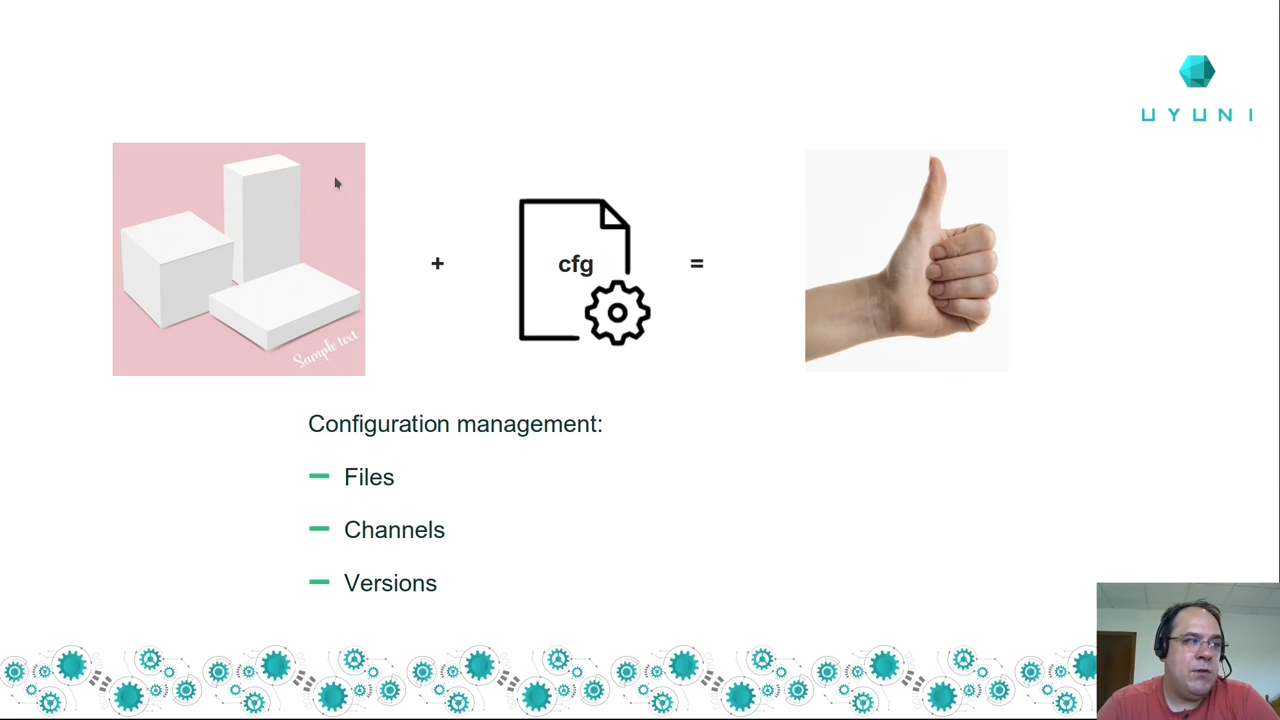 UYUNI
Sample text
+
cfg
=
Configuration management:
Files
Channels
Versions